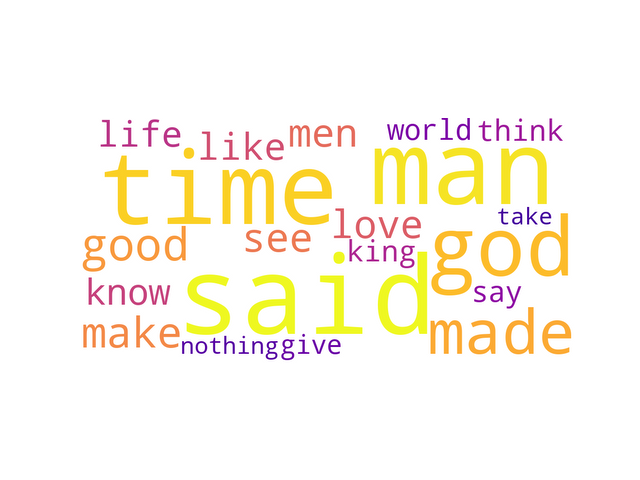 life like men world think
time man
good see love king take god
know said say
make nothing give made